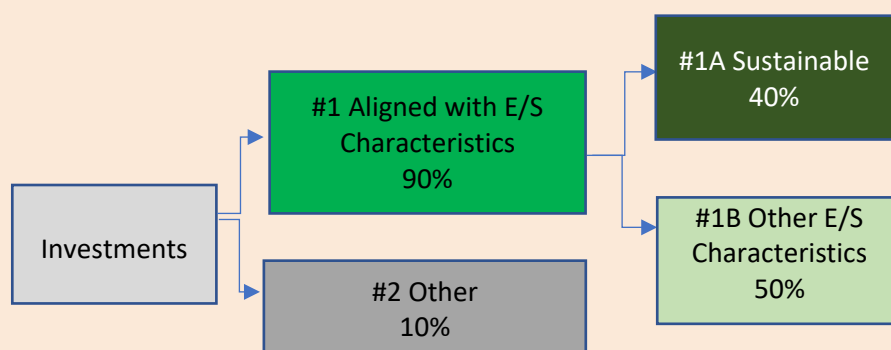 Investments
#1 Aligned with E/S
Characteristics
90%
#2 Other
10%
#1A Sustainable
40%
#1B Other E/S
Characteristics
50%